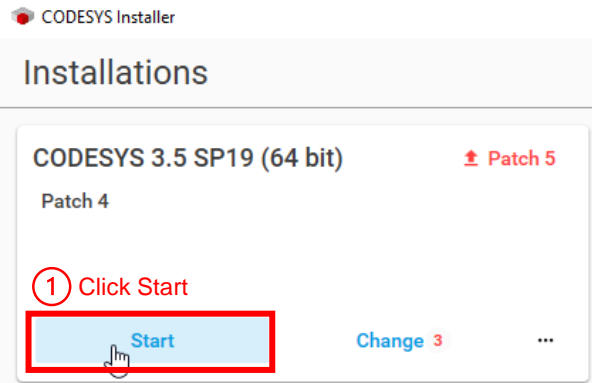 CODESYS Installer
Installations
CODESYS 3.5 SP19 (64 bit)
Patch 5
Patch 4
1 Click Start
Start
Change 3
...